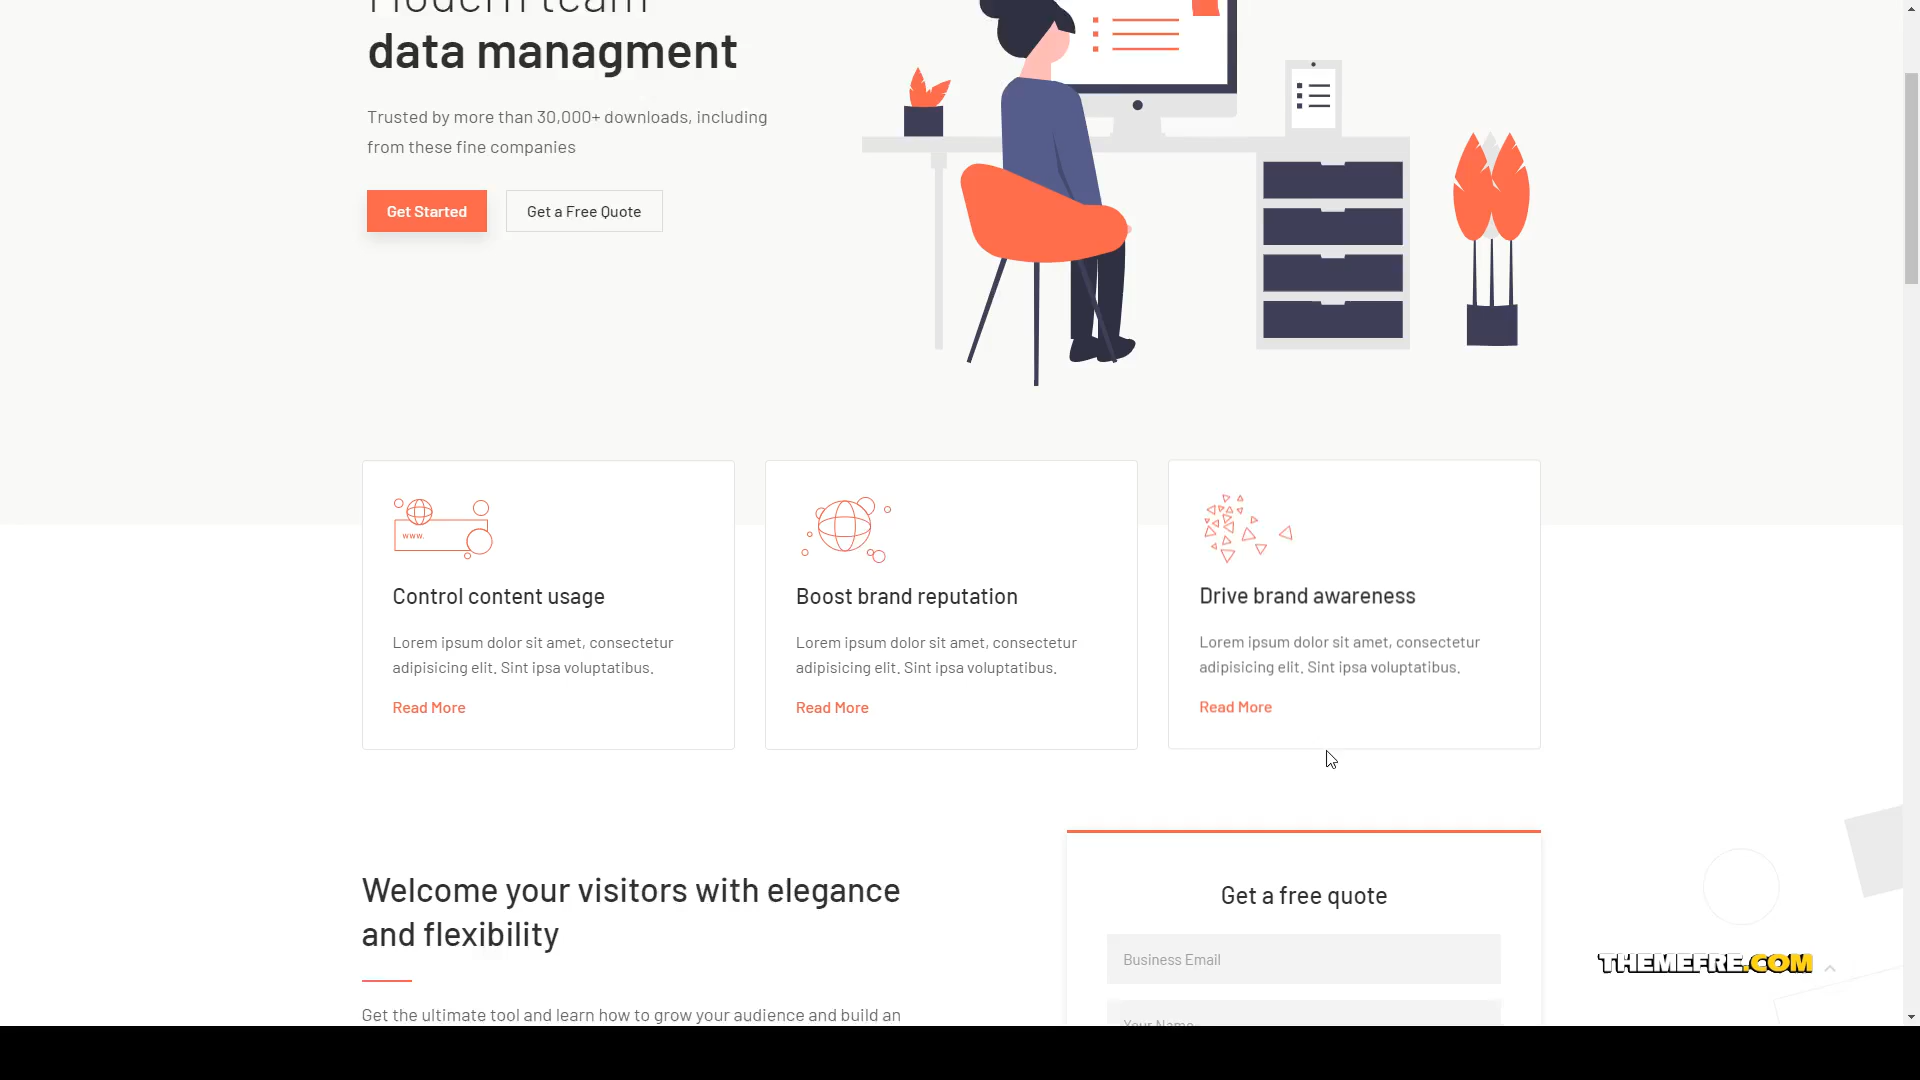 Modern team
data managment
Trusted by more than 30,000+ downloads, including
from these fine companies
Get Started
Get a Free Quote
www.
Control content usage
Lorem ipsum dolor sit amet, consectetur
adipisicing elit. Sint ipsa voluptatibus.
Read More
Boost brand reputation
Lorem ipsum dolor sit amet, consectetur
adipisicing elit. Sint ipsa voluptatibus.
Read More
Drive brand awareness
Lorem ipsum dolor sit amet, consectetur
adipisicing elit. Sint ipsa voluptatibus.
Read More
Welcome your visitors with elegance
and flexibility
Get the ultimate tool and learn how to grow your audience and build an
Get a free quote
Business Email
Your Name
THEMEFRE.COM